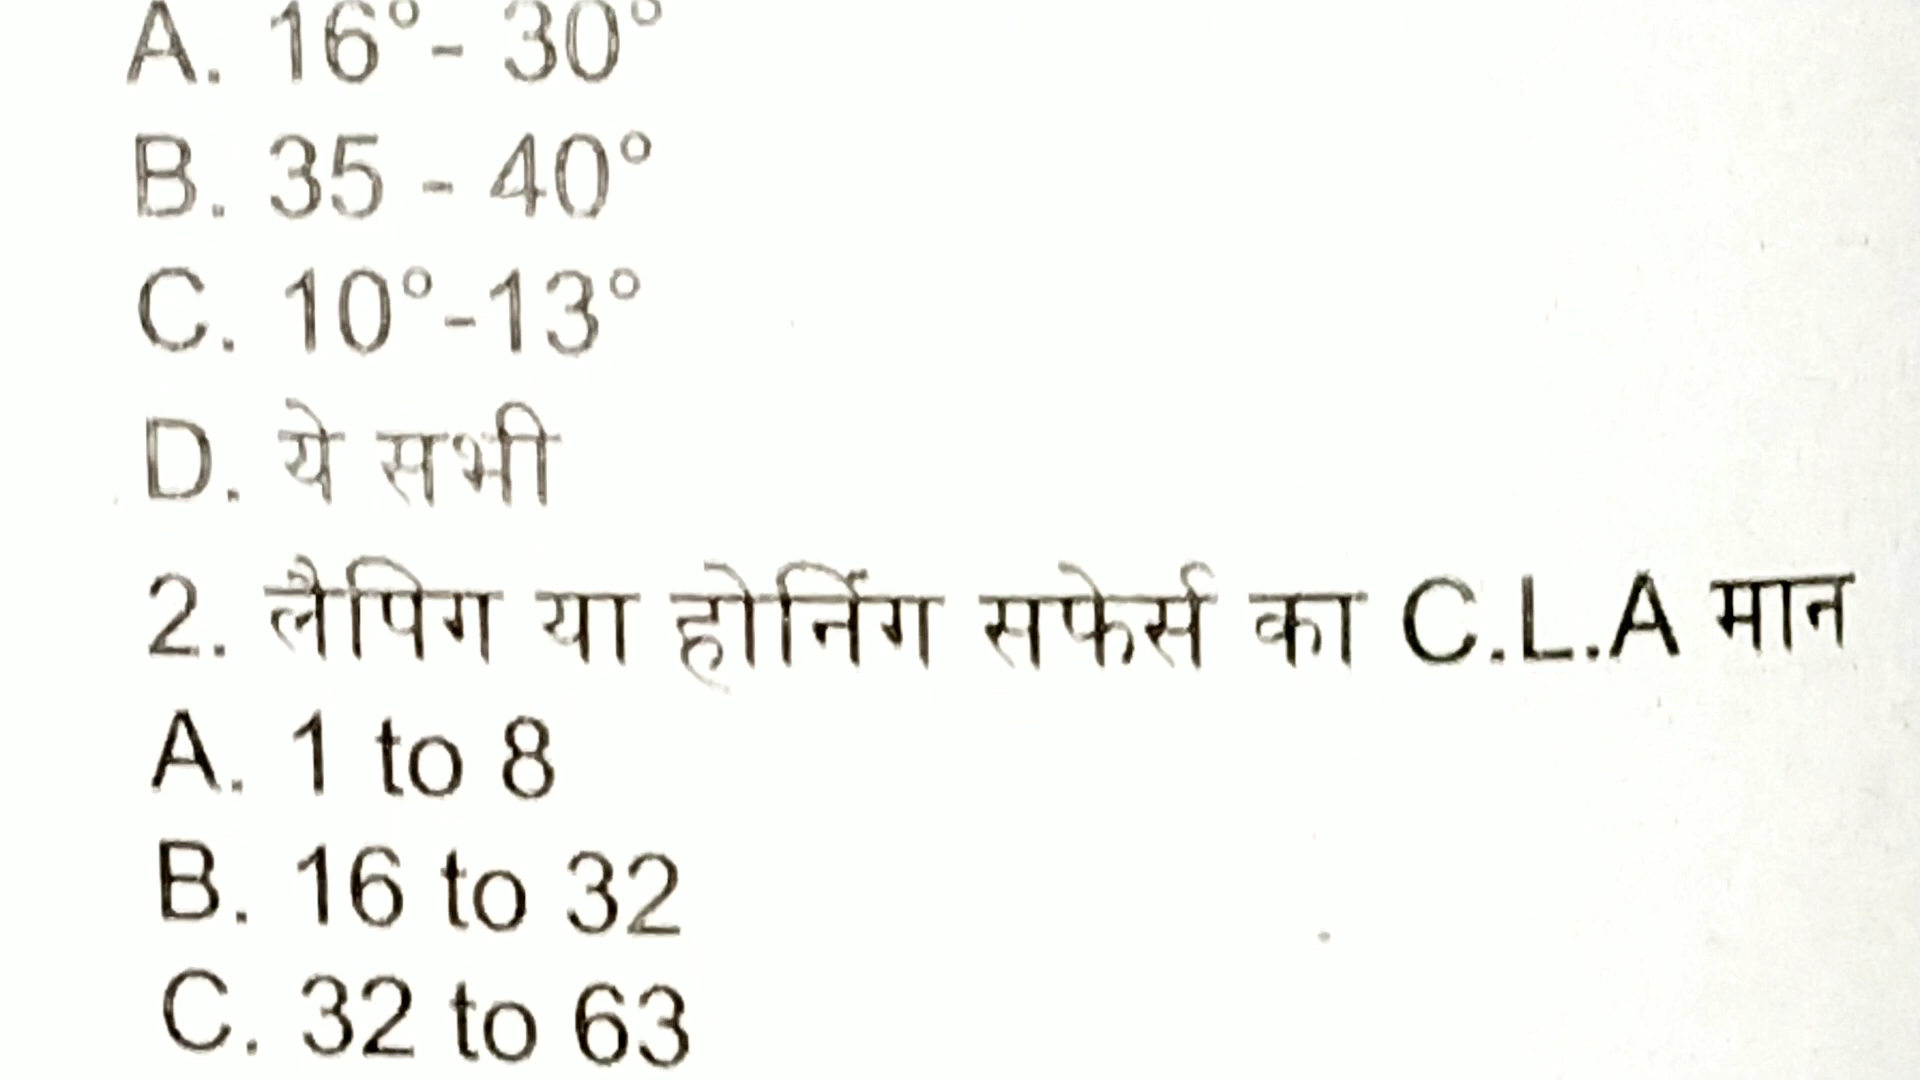 A. 16°- 30°
B. 35 - 40°
C. 10°-13°
D. ये सभी
2. लैपिग या होर्निग सफेर्स का C.L.A मान
A. 1 to 8
B. 16 to 32
C. 32 to 63